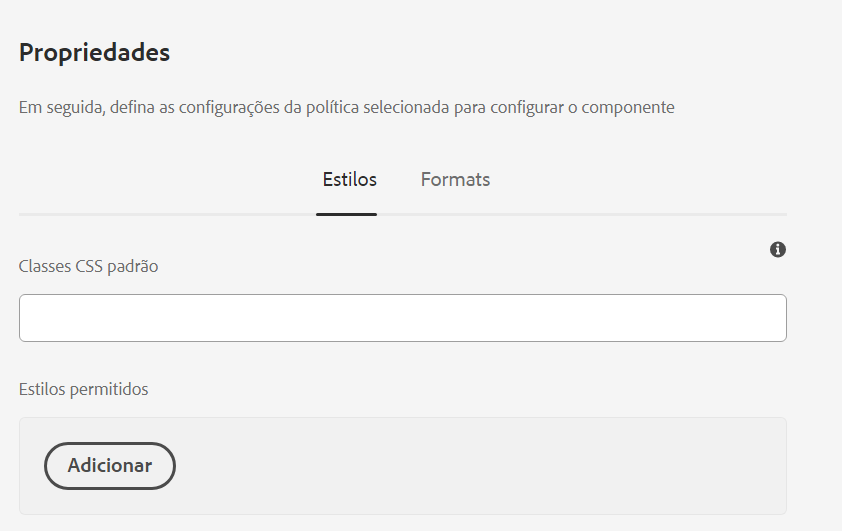 Propriedades
Em seguida, defina as configurações da política selecionada para configurar o componente
Estilos Formats
Classes CSS padrão
Estilos permitidos
Adicionar